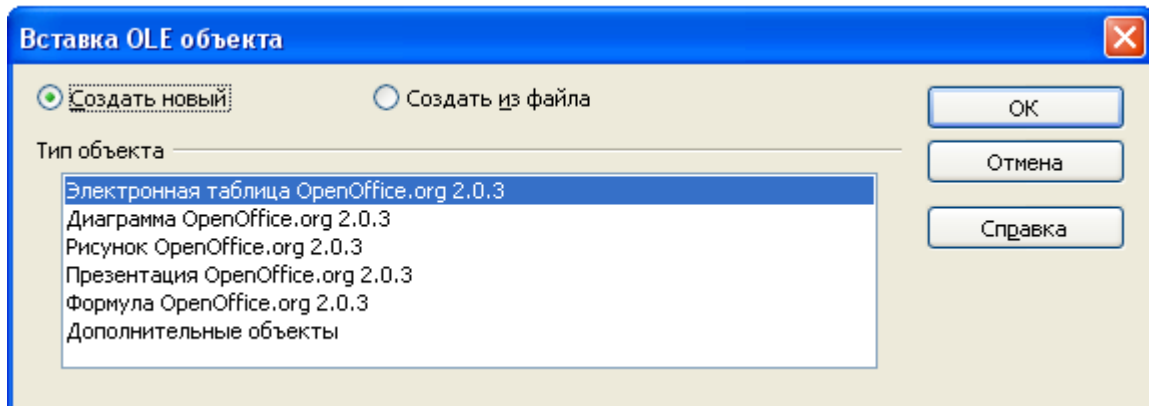 Вставка OLE объекта
Создать новый
Создать из файла
ОК
Тип объекта
Отмена
Электронная таблица OpenOffice.org 2.0.3
Диаграмма OpenOffice.org 2.0.3
Справка
Рисунок OpenOffice.org 2.0.3
Презентация OpenOffice.org 2.0.3
Формула OpenOffice.org 2.0.3
Дополнительные объекты